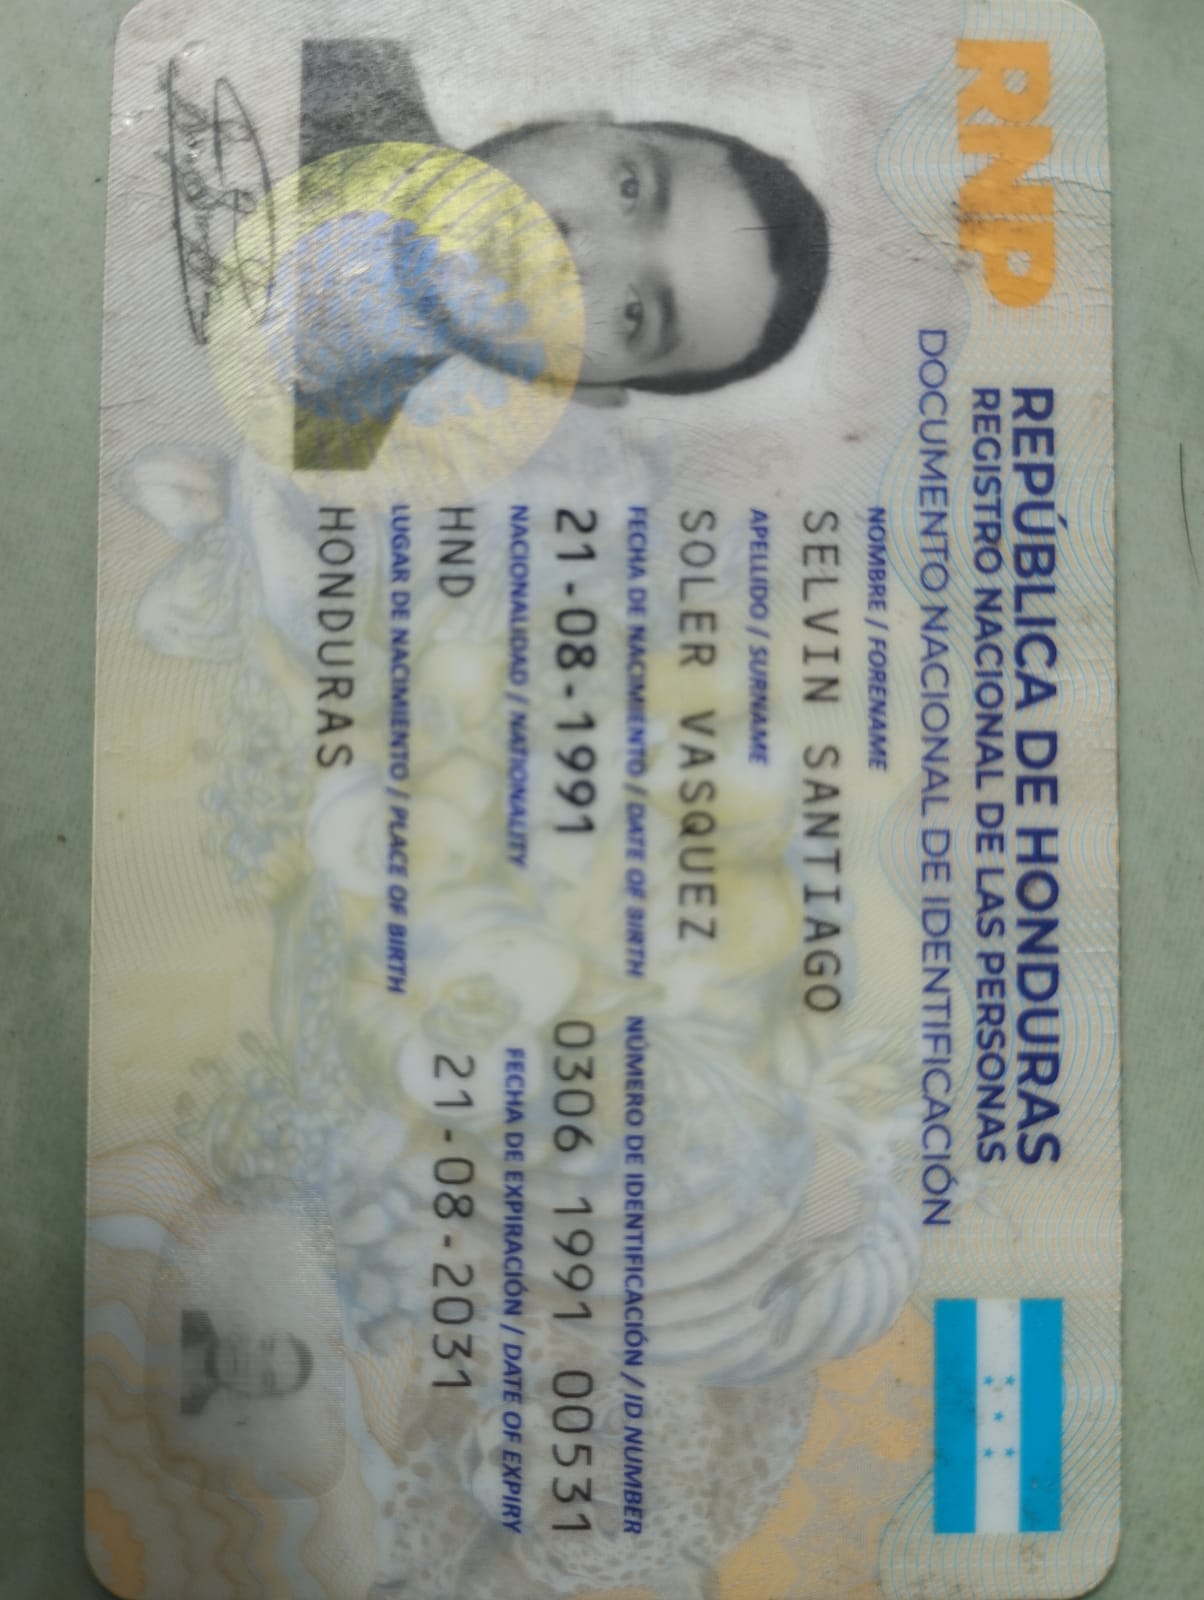 RNP
REPÚBLICA DE HONDURAS
REGISTRO NACIONAL DE LAS PERSONAS
DOCUMENTO NACIONAL DE IDENTIFICACIÓN
NOMBRE / FORENAME
SELVIN SANTIAGO
APELLIDO / SURNAME
SOLER VASQUEZ
FECHA DE NACIMIENTO / DATE OF BIRTH NÚMERO DE IDENTIFICACIÓN / ID NUMBER
21-08-1991 0306 1991 00531
NACIONALIDAD / NATIONALITY FECHA DE EXPIRACIÓN / DATE OF EXPIRY
HND 21-08-2031
LUGAR DE NACIMIENTO / PLACE OF BIRTH
HONDURAS